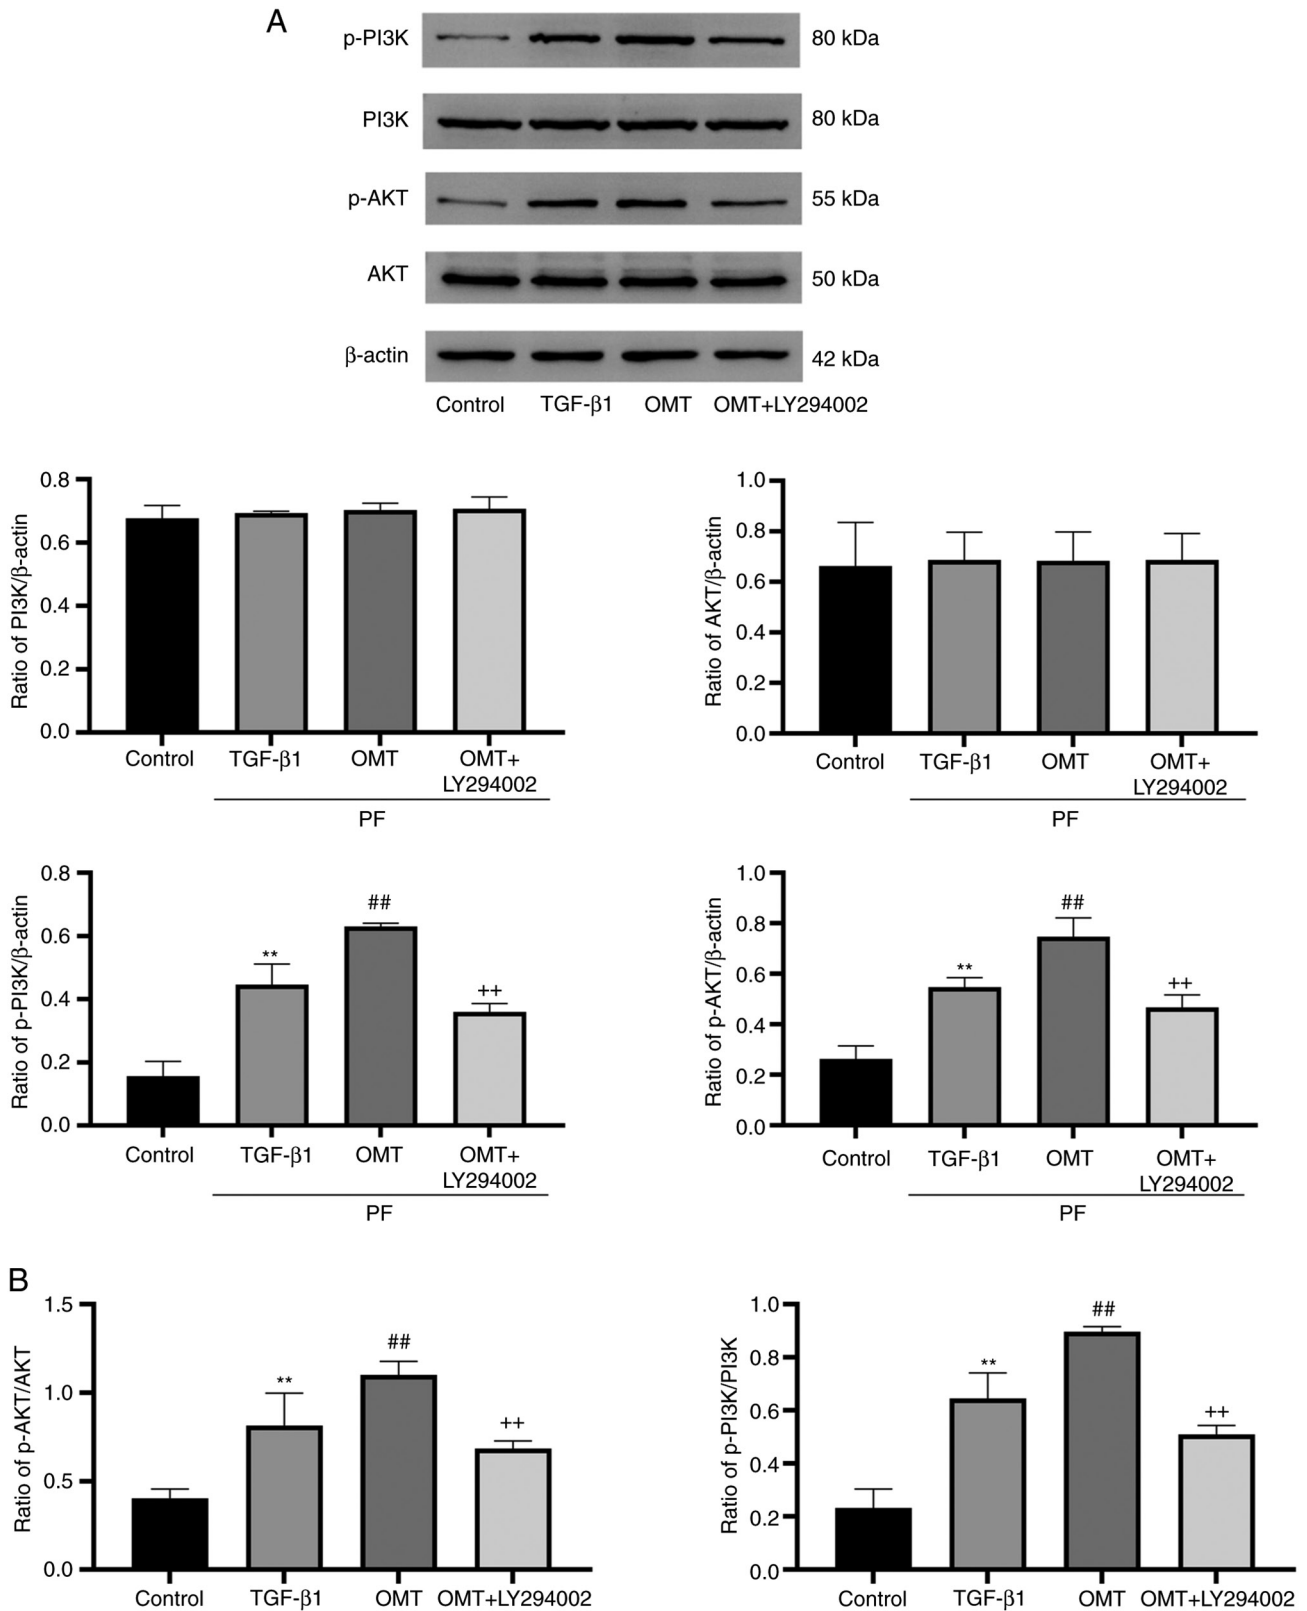 A
p-PI3K 80 kDa
PI3K 80 kDa
p-AKT 55 kDa
AKT 50 kDa
β-actin 42 kDa
Control TGF-β1 OMT OMT+LY294002
Ratio of PI3K/β-actin
0.8
0.6
0.4
0.2
0.0
Control TGF-β1 OMT OMT+
LY294002
PF
Ratio of AKT/β-actin
1.0
0.8
0.6
0.4
0.2
0.0
Control TGF-β1 OMT OMT+
LY294002
PF
Ratio of p-PI3K/β-actin
0.8
0.6
0.4
0.2
0.0
**
##
++
Control TGF-β1 OMT OMT+
LY294002
PF
Ratio of p-AKT/β-actin
1.0
0.8
0.6
0.4
0.2
0.0
**
##
++
Control TGF-β1 OMT OMT+
LY294002
PF
B
Ratio of p-AKT/AKT
1.5
1.0
0.5
0.0
**
##
++
Control TGF-β1 OMT OMT+LY294002
Ratio of p-PI3K/PI3K
1.0
0.8
0.6
0.4
0.2
0.0
**
##
++
Control TGF-β1 OMT OMT+LY294002